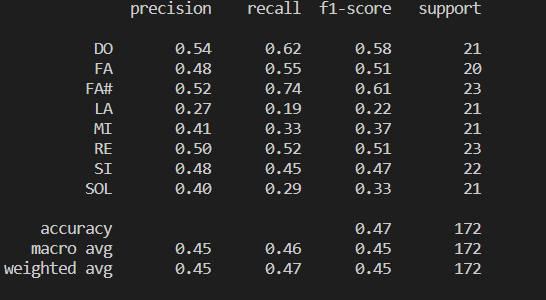 precision recall f1-score support
DO 0.54 0.62 0.58 21
FA 0.48 0.55 0.51 20
FA# 0.52 0.74 0.61 23
LA 0.27 0.19 0.22 21
MI 0.41 0.33 0.37 21
RE 0.50 0.52 0.51 23
SI 0.48 0.45 0.47 22
SOL 0.40 0.29 0.33 21
accuracy 0.47 172
macro avg 0.45 0.46 0.45 172
weighted avg 0.45 0.47 0.45 172